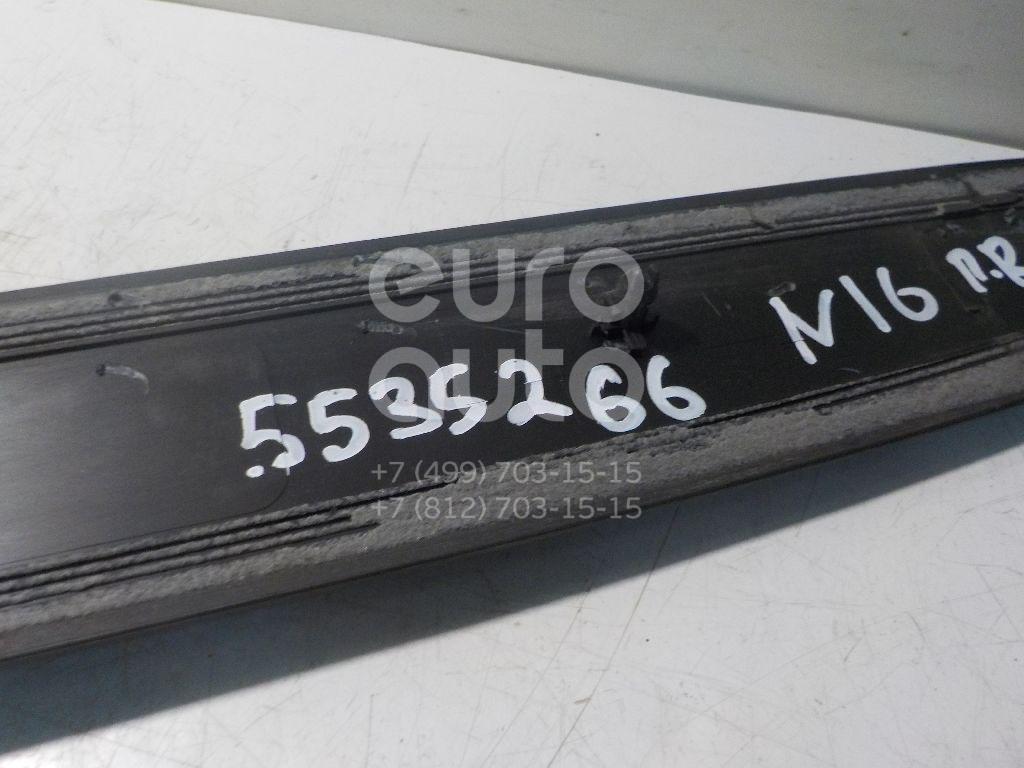 euro
auto
5535266
N16 П.В
+7 (499) 703-15-15
+7 (812) 703-15-15